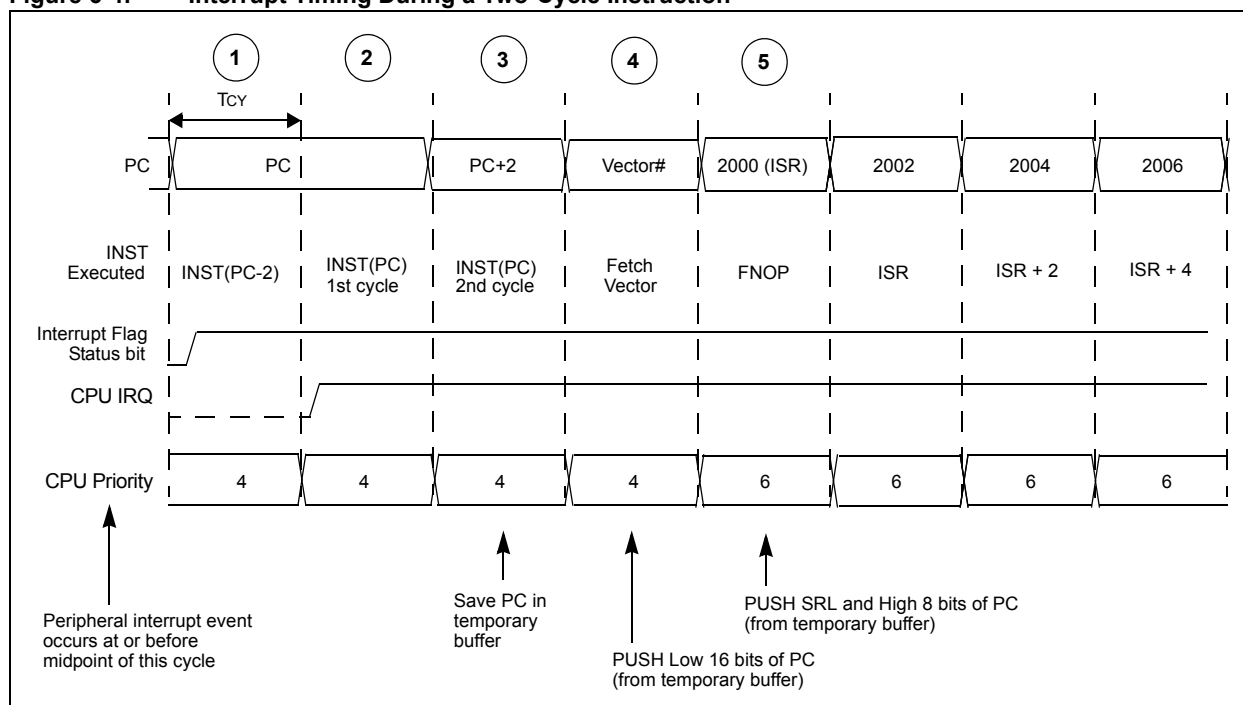 Figure 6-4: Interrupt Timing During a Two-Cycle Instruction
1 2 3 4 5
TCY
PC PC PC+2 Vector# 2000 (ISR) 2002 2004 2006
INST
Executed
INST(PC-2)
INST(PC)
1st cycle
INST(PC)
2nd cycle
Fetch
Vector
FNOP
ISR
ISR + 2
ISR + 4
Interrupt Flag
Status bit
CPU IRQ
CPU Priority 4 4 4 4 6 6 6 6
Peripheral interrupt event
occurs at or before
midpoint of this cycle
Save PC in
temporary
buffer
PUSH Low 16 bits of PC
(from temporary buffer)
PUSH SRL and High 8 bits of PC
(from temporary buffer)